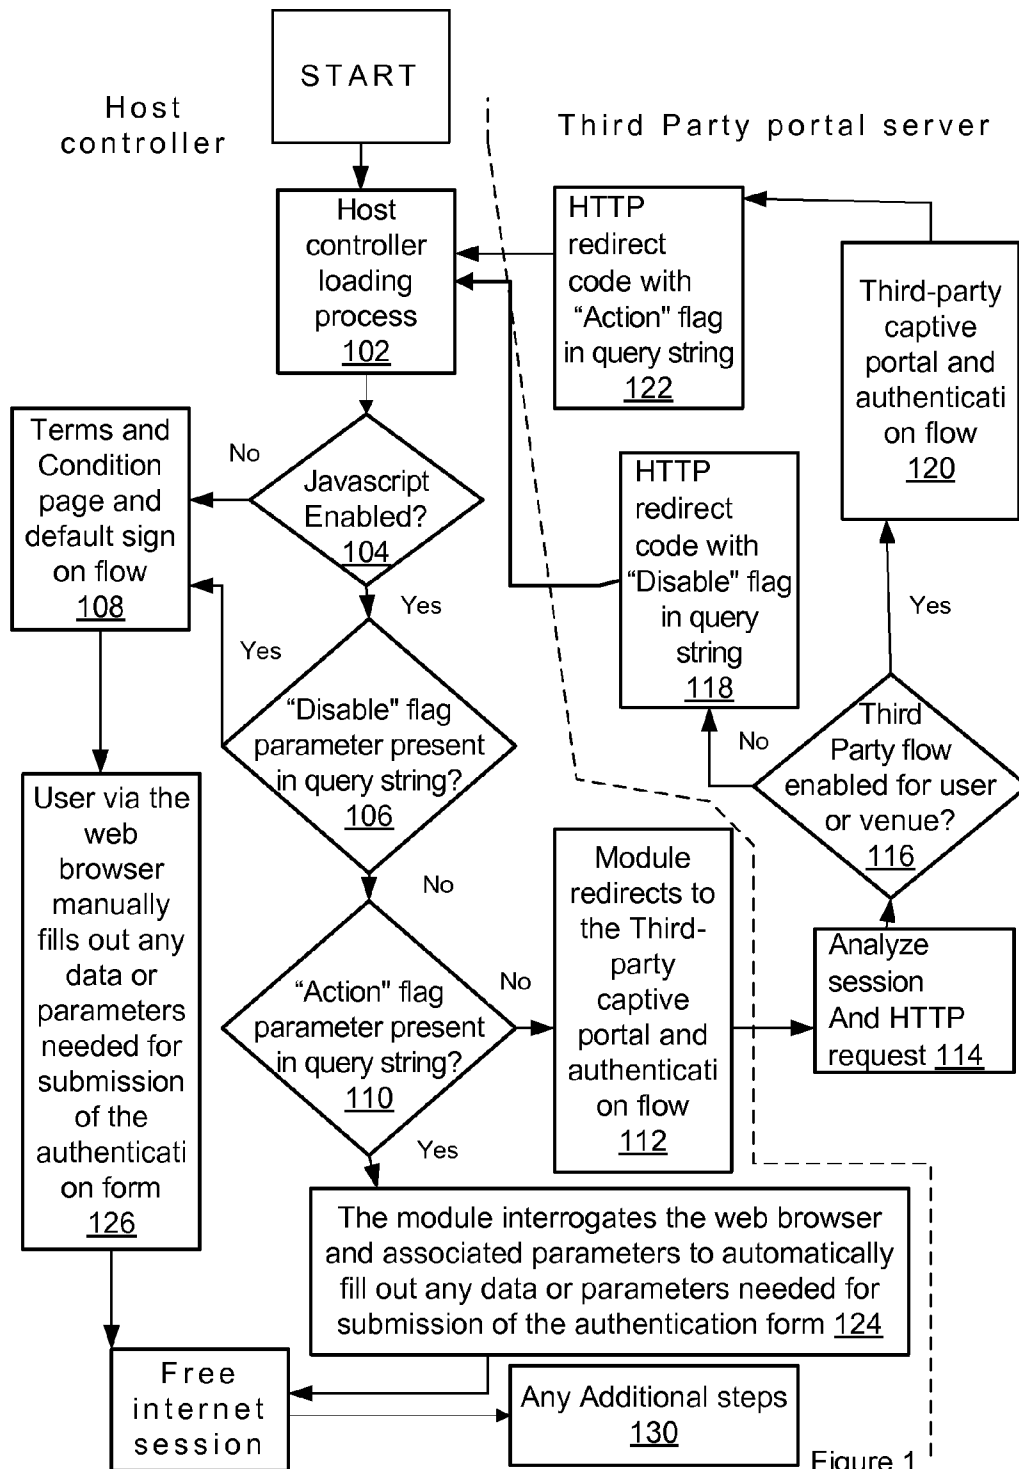 START
Host
controller
Third Party portal server
Host
controller
loading
process
102
HTTP
redirect
code with
“Action" flag
in query string
122
Third-party
captive
portal and
authenticati
on flow
120
Terms and
Condition
page and
default sign
on flow
108
No
Javascript
Enabled?
104
Yes
HTTP
redirect
code with
“Disable" flag
in query
string
118
Yes
Yes
“Disable" flag
parameter present
in query string?
106
No
No
Third
Party flow
enabled for user
or venue?
116
User via the
web
browser
manually
fills out any
data or
parameters
needed for
submission
of the
authenticati
on form
126
“Action" flag
parameter present
in query string?
110
No
Yes
Module
redirects to
the Third-
party
captive
portal and
authenticati
on flow
112
Analyze
session
And HTTP
request 114
The module interrogates the web browser
and associated parameters to automatically
fill out any data or parameters needed for
submission of the authentication form 124
Free
internet
session
Any Additional steps
130
Figure 1